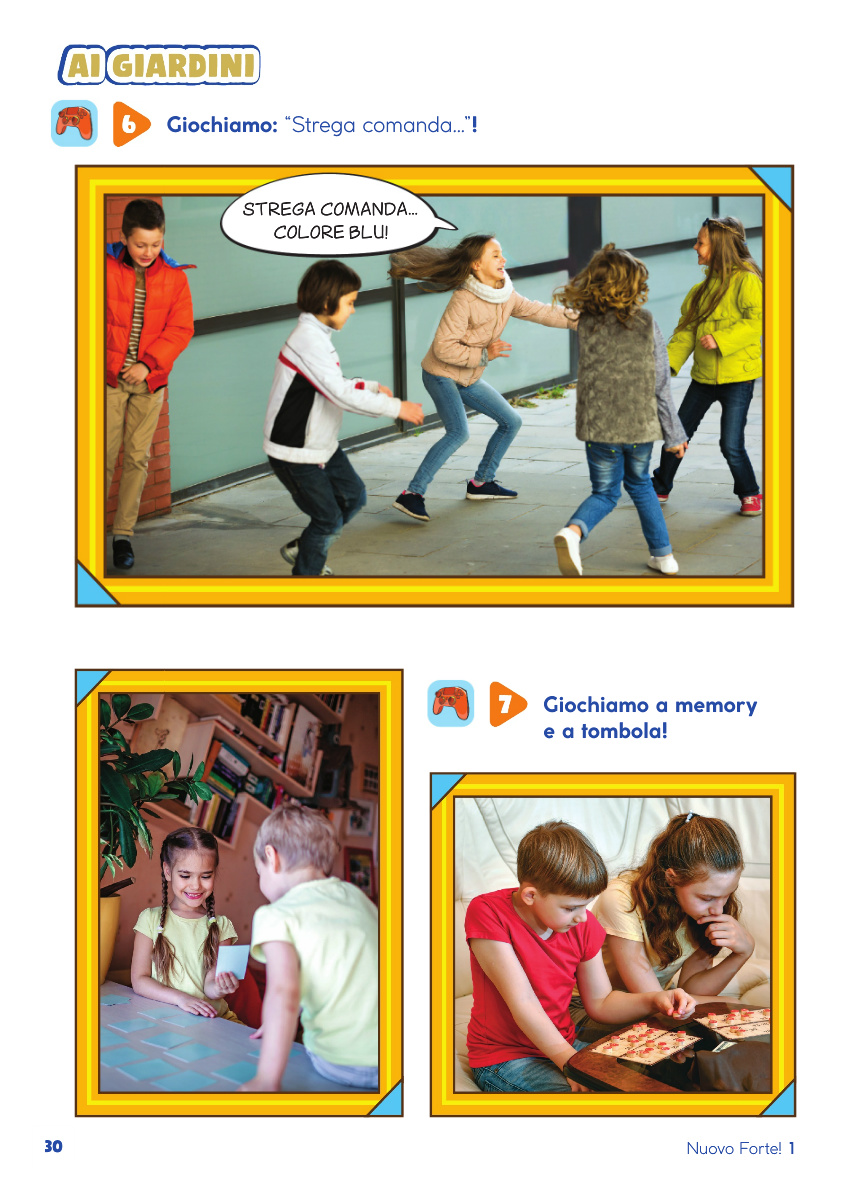 AI GIARDINI
6 Giochiamo: “Strega comanda...”!
STREGA COMANDA...
COLORE BLU!
7 Giochiamo a memory
e a tombola!
30
Nuovo Forte! 1